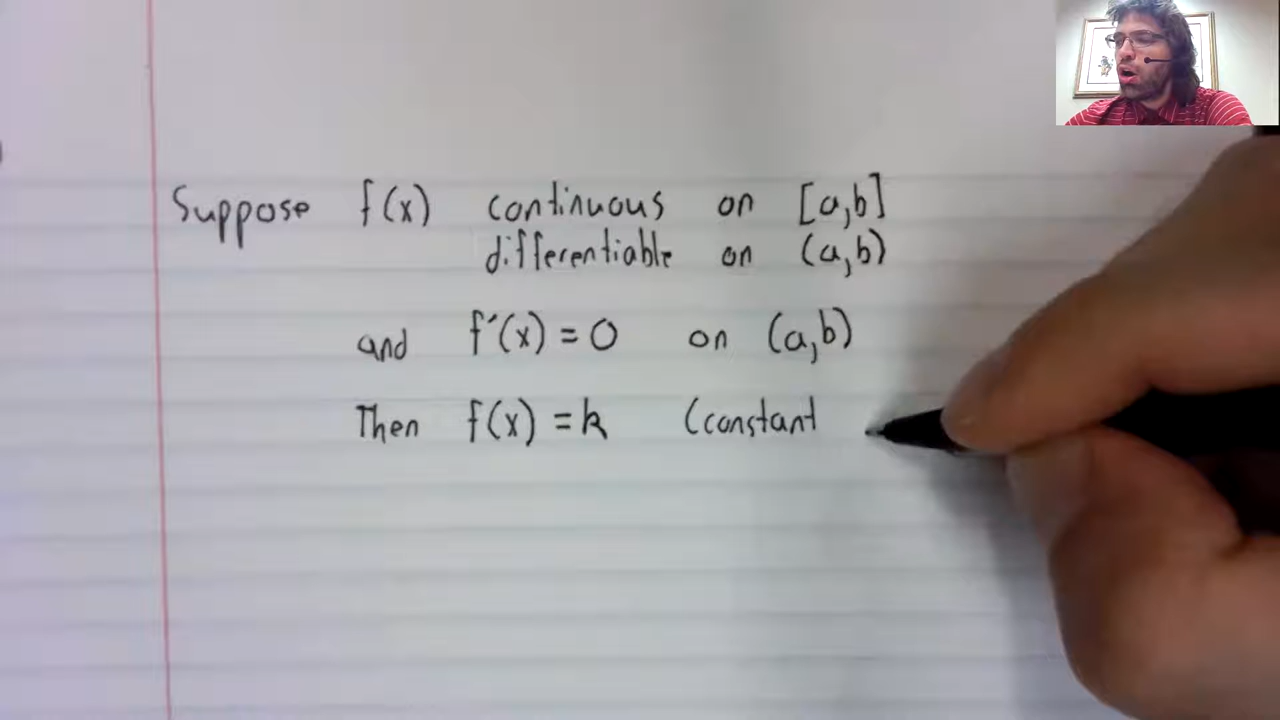 Suppose f(x) continuous on [a,b]
differentiable on (a,b)
and f'(x) = 0 on (a,b)
Then f(x) = k (constant